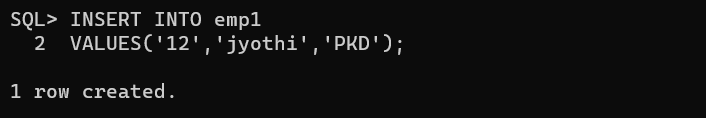 SQL> INSERT INTO emp1
  2  VALUES('12','jyothi','PKD');
1 row created.